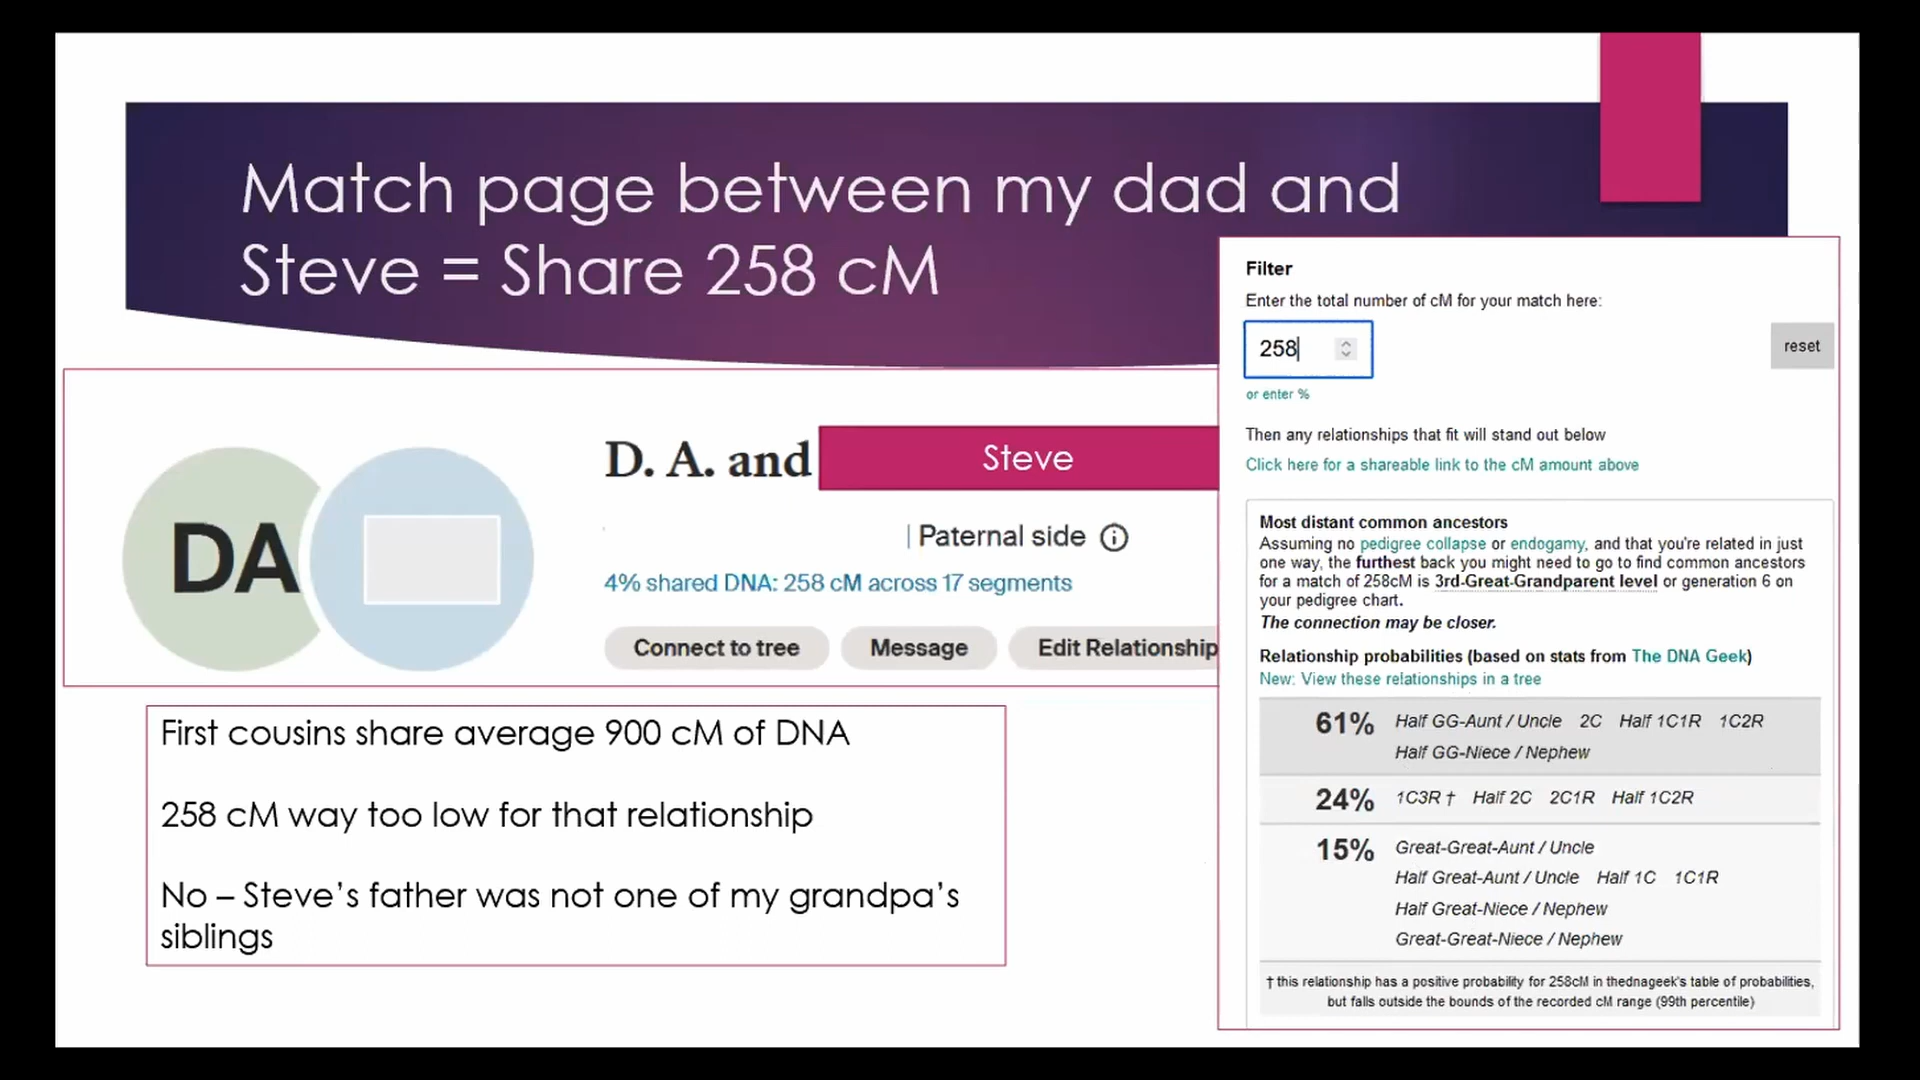 Match page between my dad and
Steve = Share 258 cM
DA
D. A. and Steve
| Paternal side
4% shared DNA: 258 cM across 17 segments
Connect to tree
Message
Edit Relationship
First cousins share average 900 cM of DNA
258 cM way too low for that relationship
No – Steve's father was not one of my grandpa's
siblings
Filter
Enter the total number of cM for your match here:
258
reset
or enter %
Then any relationships that fit will stand out below
Click here for a shareable link to the cM amount above
Most distant common ancestors
Assuming no pedigree collapse or endogamy, and that you're related in just
one way, the furthest back you might need to go to find common ancestors
for a match of 258cM is 3rd-Great-Grandparent level or generation 6 on
your pedigree chart.
The connection may be closer.
Relationship probabilities (based on stats from The DNA Geek)
New: View these relationships in a tree
61% Half GG-Aunt / Uncle 2C Half 1C1R 1C2R
Half GG-Niece / Nephew
24% 1C3R † Half 2C 2C1R Half 1C2R
15% Great-Great-Aunt / Uncle
Half Great-Aunt / Uncle Half 1C 1C1R
Half Great-Niece / Nephew
Great-Great-Niece / Nephew
† this relationship has a positive probability for 258cM in thednageek's table of probabilities,
but falls outside the bounds of the recorded cM range (99th percentile)